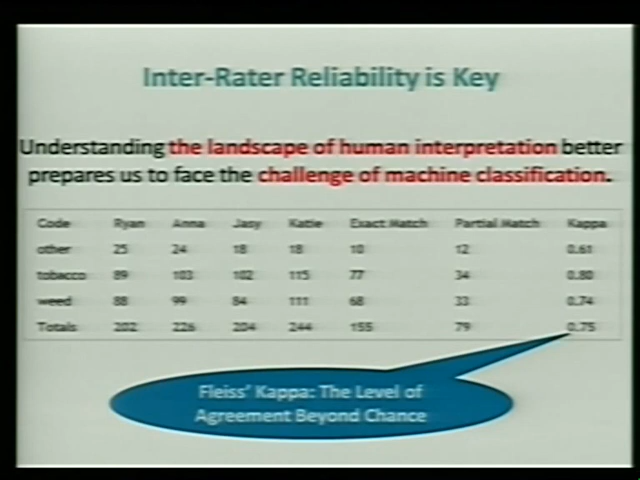 Inter-Rater Reliability is Key
Understanding the landscape of human interpretation better
prepares us to face the challenge of machine classification.
Code Ryan Anna Jasy Katie Exact Match Partial Match Kappa
other 25 24 18 18 10 12 0.61
tobacco 89 103 102 115 77 34 0.80
weed 88 99 84 111 68 33 0.74
Totals 202 226 204 244 155 79 0.75
Fleiss' Kappa: The Level of
Agreement Beyond Chance